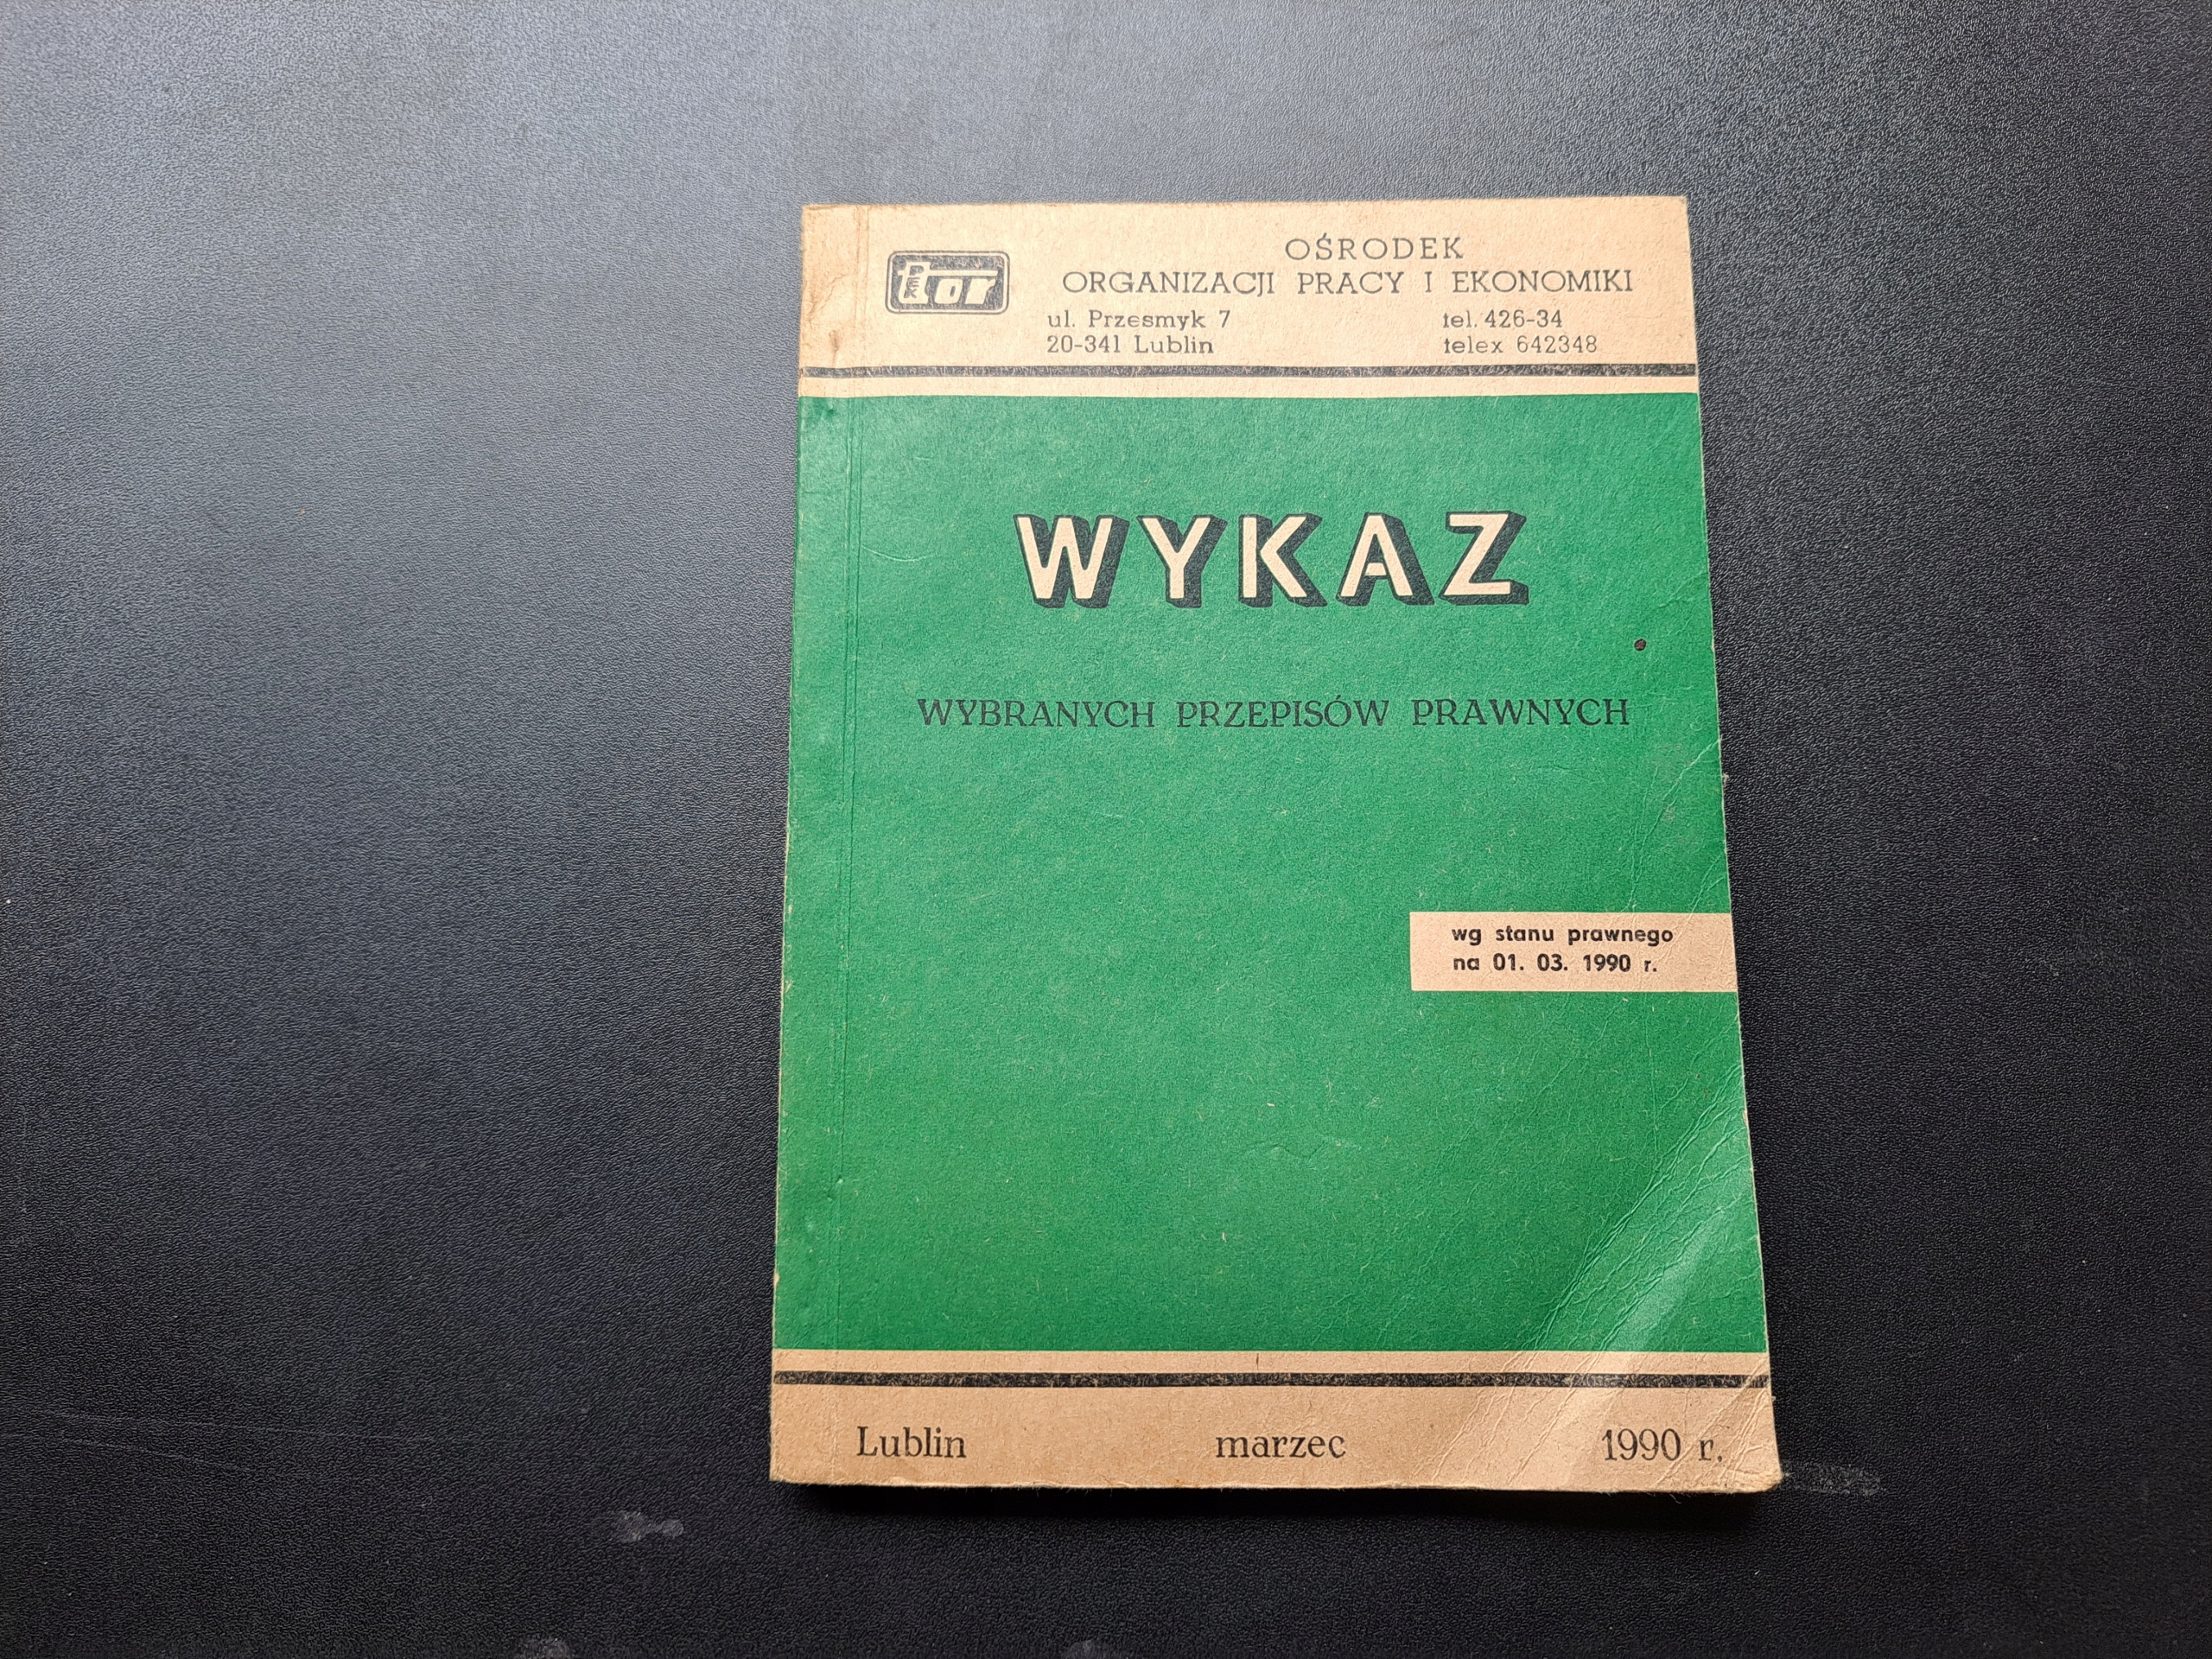 OŚRODEK
ORGANIZACJI PRACY I EKONOMIKI
ul. Przesmyk 7
tel. 426-34
20-341 Lublin
telex 642348
WYKAZ
WYBRANYCH PRZEPISÓW PRAWNYCH
wg stanu prawnego
na 01. 03. 1990 r.
Lublin marzec 1990 r.